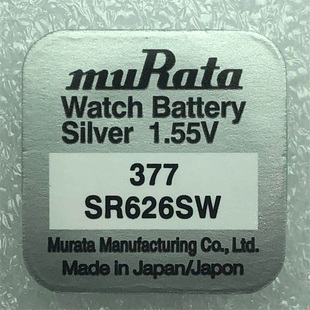 muRata
Watch Battery
Silver 1.55V
377
SR626SW
Murata Manufacturing Co., Ltd.
Made in Japan/Japon